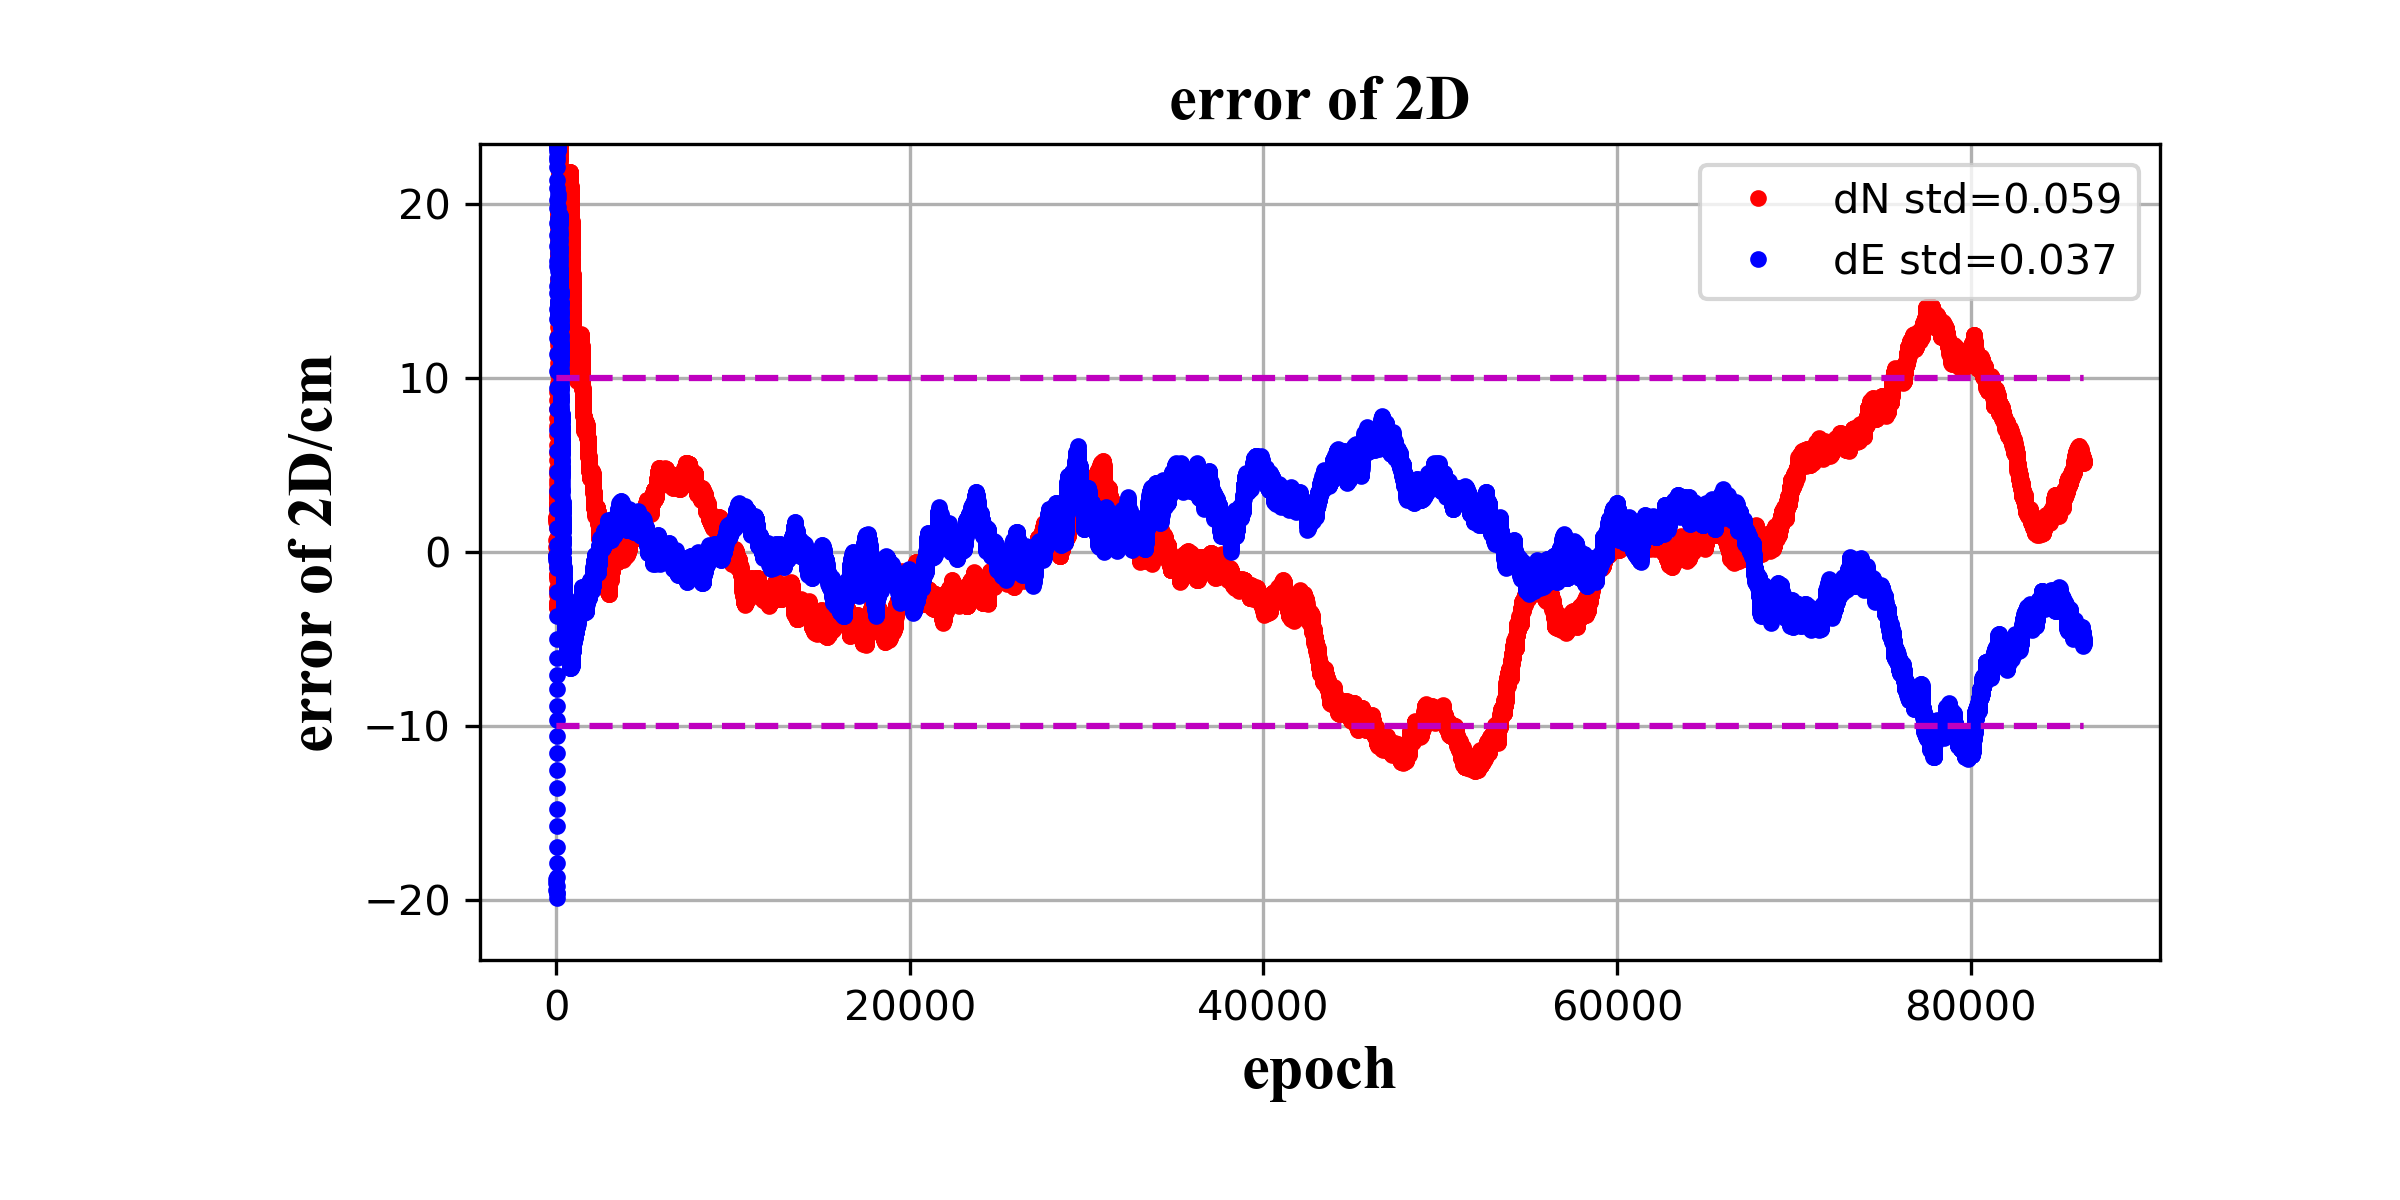 error of 2D
dN std=0.059
dE std=0.037
error of 2D/cm
20
10
0
−10
−20
0 20000 40000 60000 80000
epoch